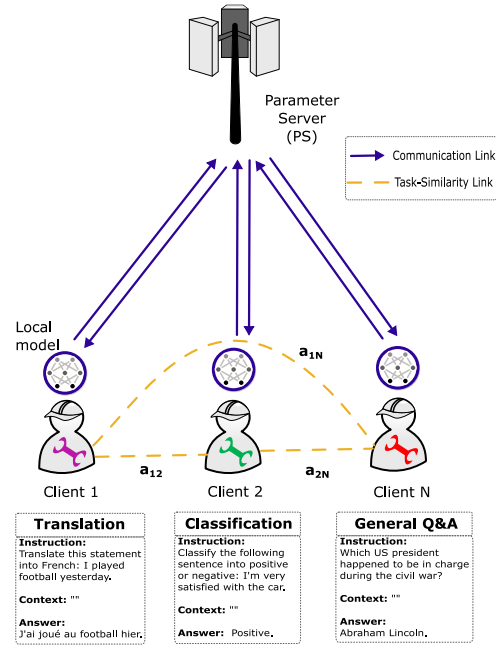 Parameter
Server
(PS)
Communication Link
Task-Similarity Link
Local
model
a1N
a12
a2N
Client 1
Client 2
Client N
Translation
Instruction:
Translate this statement
into French: I played
football yesterday.
Context: ""
Answer:
J'ai joué au football hier.
Classification
Instruction:
Classify the following
sentence into positive
or negative: I'm very
satisfied with the car.
Context: ""
Answer: Positive.
General Q&A
Instruction:
Which US president
happened to be in charge
during the civil war?
Context: ""
Answer:
Abraham Lincoln.